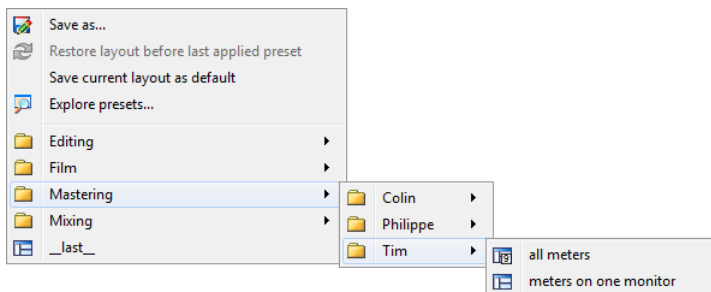 Save as...
Restore layout before last applied preset
Save current layout as default
Explore presets...
Editing
Film
Mastering
Mixing
__last__
Colin
Philippe
Tim
all meters
meters on one monitor